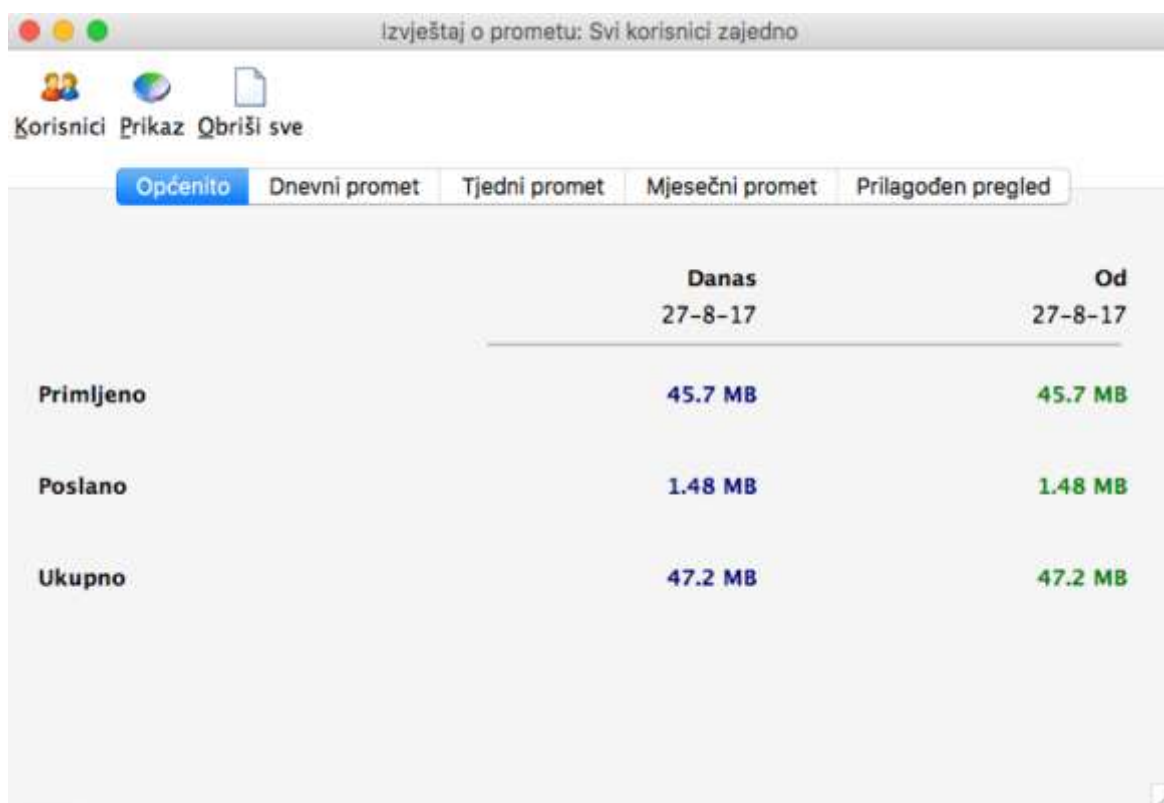 Izvještaj o prometu: Svi korisnici zajedno
Korisnici Prikaz Obriši sve
Općenito Dnevni promet Tjedni promet Mjesečni promet Prilagođen pregled
Danas Od
27-8-17 27-8-17
Primljeno 45.7 MB 45.7 MB
Poslano 1.48 MB 1.48 MB
Ukupno 47.2 MB 47.2 MB